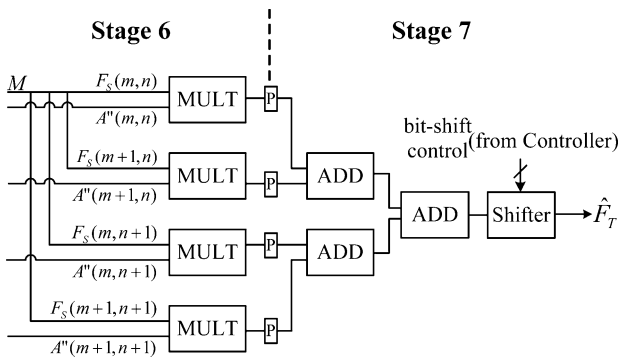 Stage 6
Stage 7
M
F_S(m,n)
A"(m,n)
MULT
P
F_S(m+1,n)
A"(m+1,n)
MULT
P
F_S(m,n+1)
A"(m,n+1)
MULT
P
F_S(m+1,n+1)
A"(m+1,n+1)
MULT
P
ADD
ADD
ADD
bit-shift
control
(from Controller)
Shifter
F̂_T